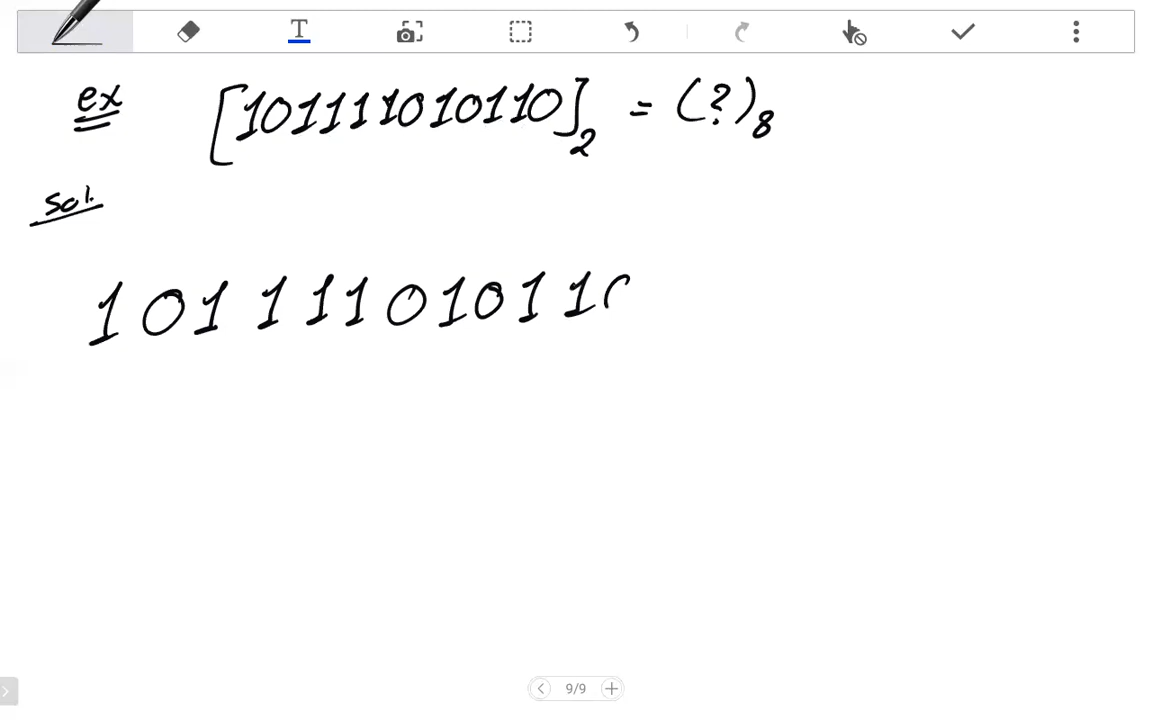 T
ex [101111010110]₂ = (?)₈
Sol.
1 0 1 1 1 1 0 1 0 1 1
9/9